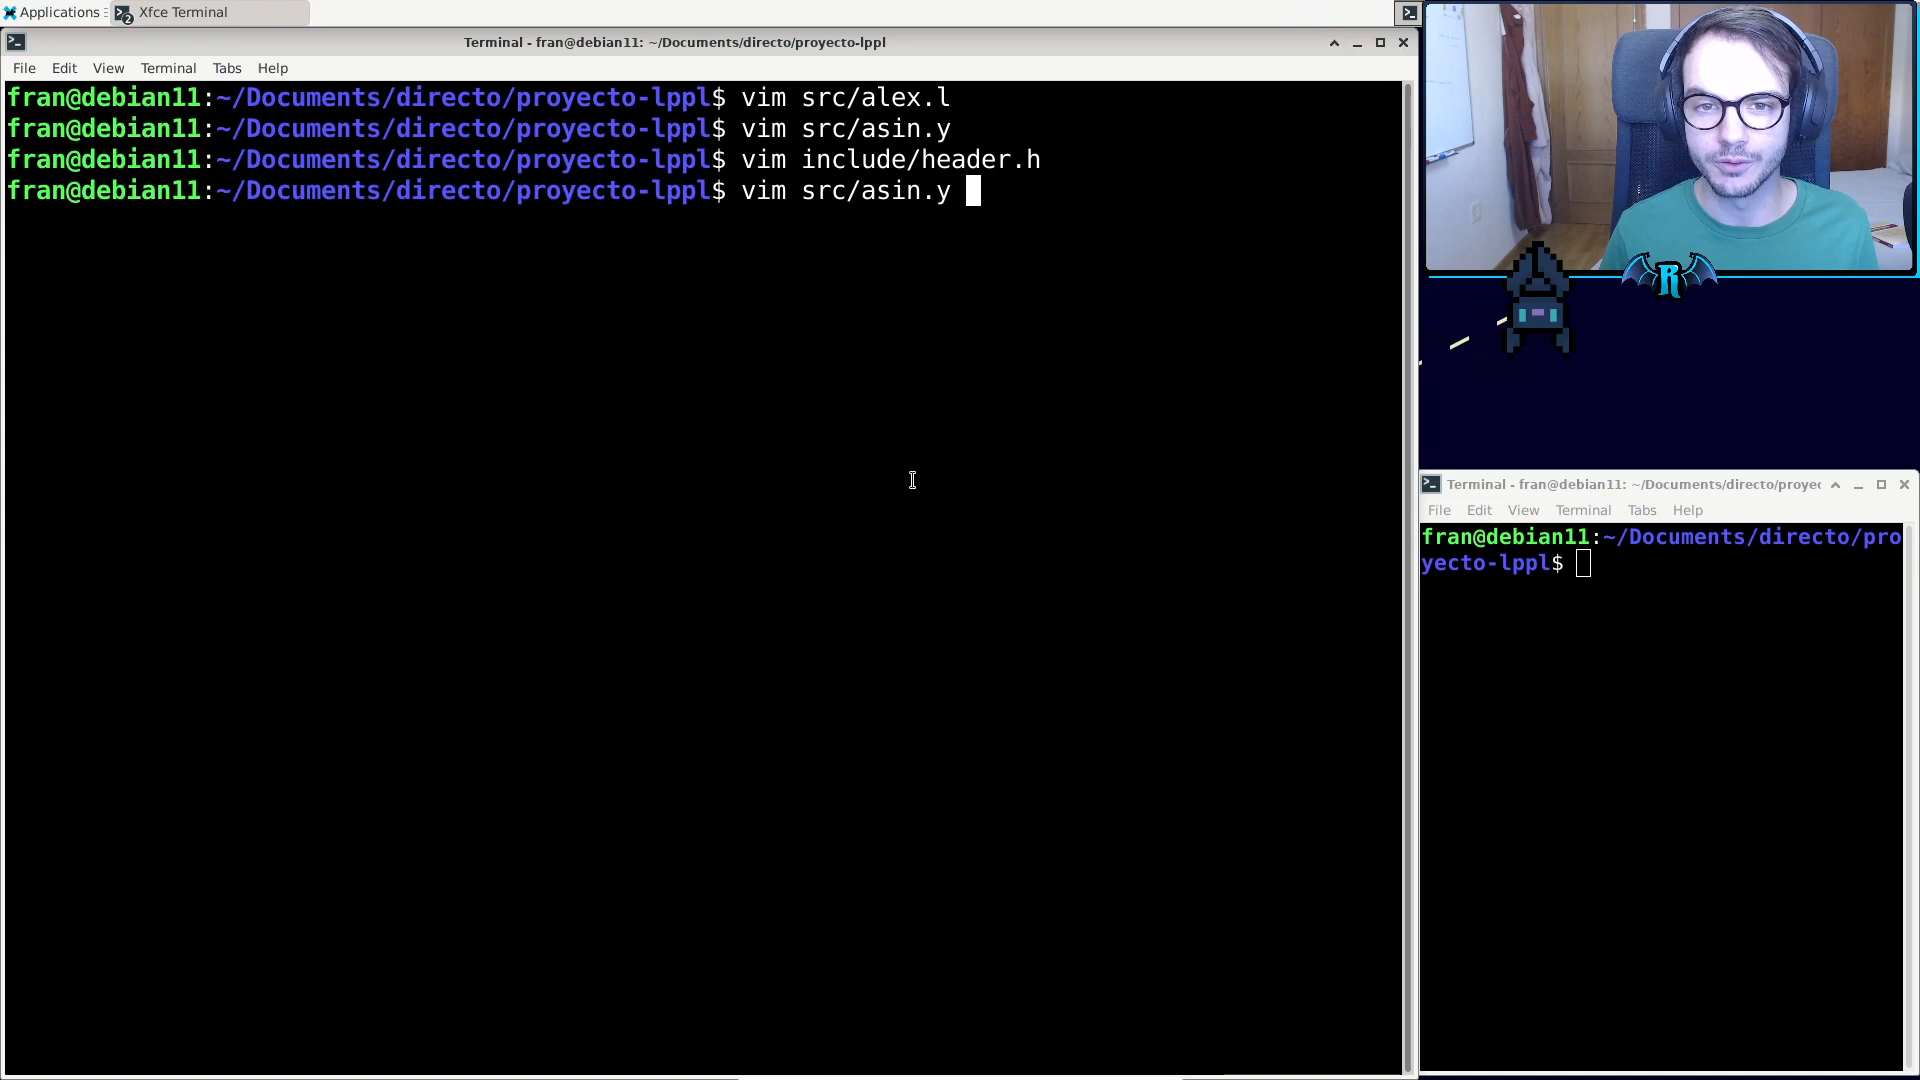 Applications
Xfce Terminal
2
Terminal - fran@debian11: ~/Documents/directo/proyecto-lppl
File Edit View Terminal Tabs Help
fran@debian11:~/Documents/directo/proyecto-lppl$ vim src/alex.l
fran@debian11:~/Documents/directo/proyecto-lppl$ vim src/asin.y
fran@debian11:~/Documents/directo/proyecto-lppl$ vim include/header.h
fran@debian11:~/Documents/directo/proyecto-lppl$ vim src/asin.y
R
Terminal - fran@debian11: ~/Documents/directo/proyec
File Edit View Terminal Tabs Help
fran@debian11:~/Documents/directo/pro
yecto-lppl$